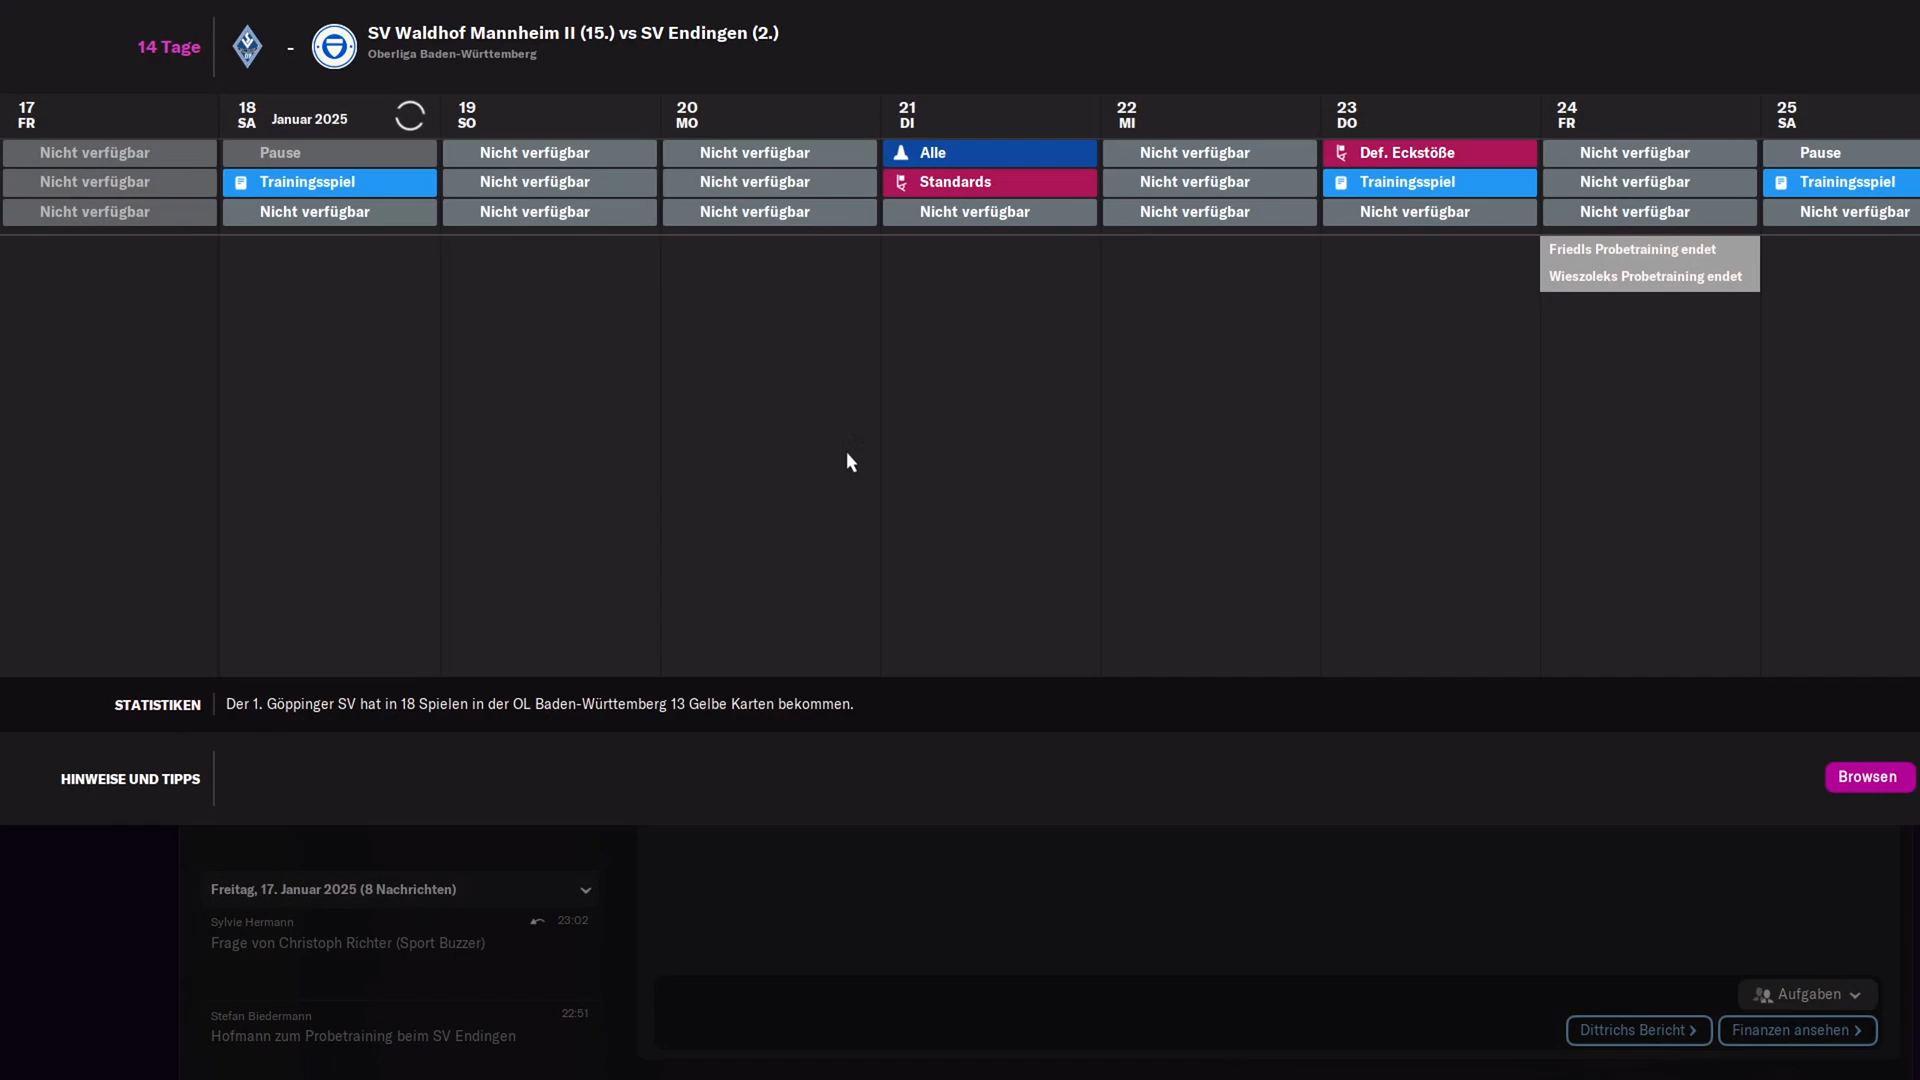 14 Tage
-
SV Waldhof Mannheim II (15.) vs SV Endingen (2.)
Oberliga Baden-Württemberg
17
FR
18
SA
Januar 2025
19
SO
20
MO
21
DI
22
MI
23
DO
24
FR
25
SA
Nicht verfügbar
Pause
Nicht verfügbar
Nicht verfügbar
Alle
Nicht verfügbar
Def. Eckstöße
Nicht verfügbar
Pause
Nicht verfügbar
Trainingsspiel
Nicht verfügbar
Nicht verfügbar
Standards
Nicht verfügbar
Trainingsspiel
Nicht verfügbar
Trainingsspiel
Nicht verfügbar
Nicht verfügbar
Nicht verfügbar
Nicht verfügbar
Nicht verfügbar
Nicht verfügbar
Nicht verfügbar
Nicht verfügbar
Nicht verfügbar
Friedls Probetraining endet
Wieszoleks Probetraining endet
STATISTIKEN
Der 1. Göppinger SV hat in 18 Spielen in der OL Baden-Württemberg 13 Gelbe Karten bekommen.
HINWEISE UND TIPPS
Browsen
Freitag, 17. Januar 2025 (8 Nachrichten)
Sylvie Hermann
23:02
Frage von Christoph Richter (Sport Buzzer)
Stefan Biedermann
22:51
Hofmann zum Probetraining beim SV Endingen
Aufgaben
Dittrichs Bericht
Finanzen ansehen